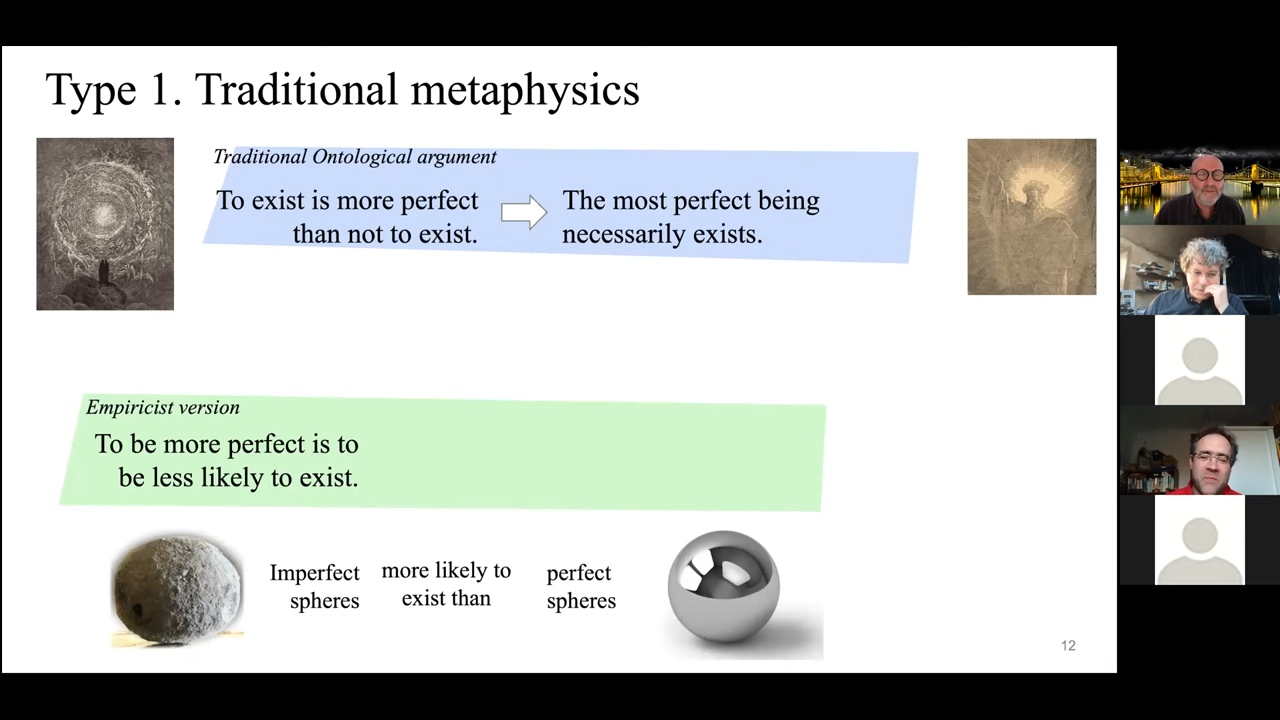 Type 1. Traditional metaphysics
Traditional Ontological argument
To exist is more perfect
than not to exist.
The most perfect being
necessarily exists.
Empiricist version
To be more perfect is to
be less likely to exist.
Imperfect
spheres
more likely to
exist than
perfect
spheres
12